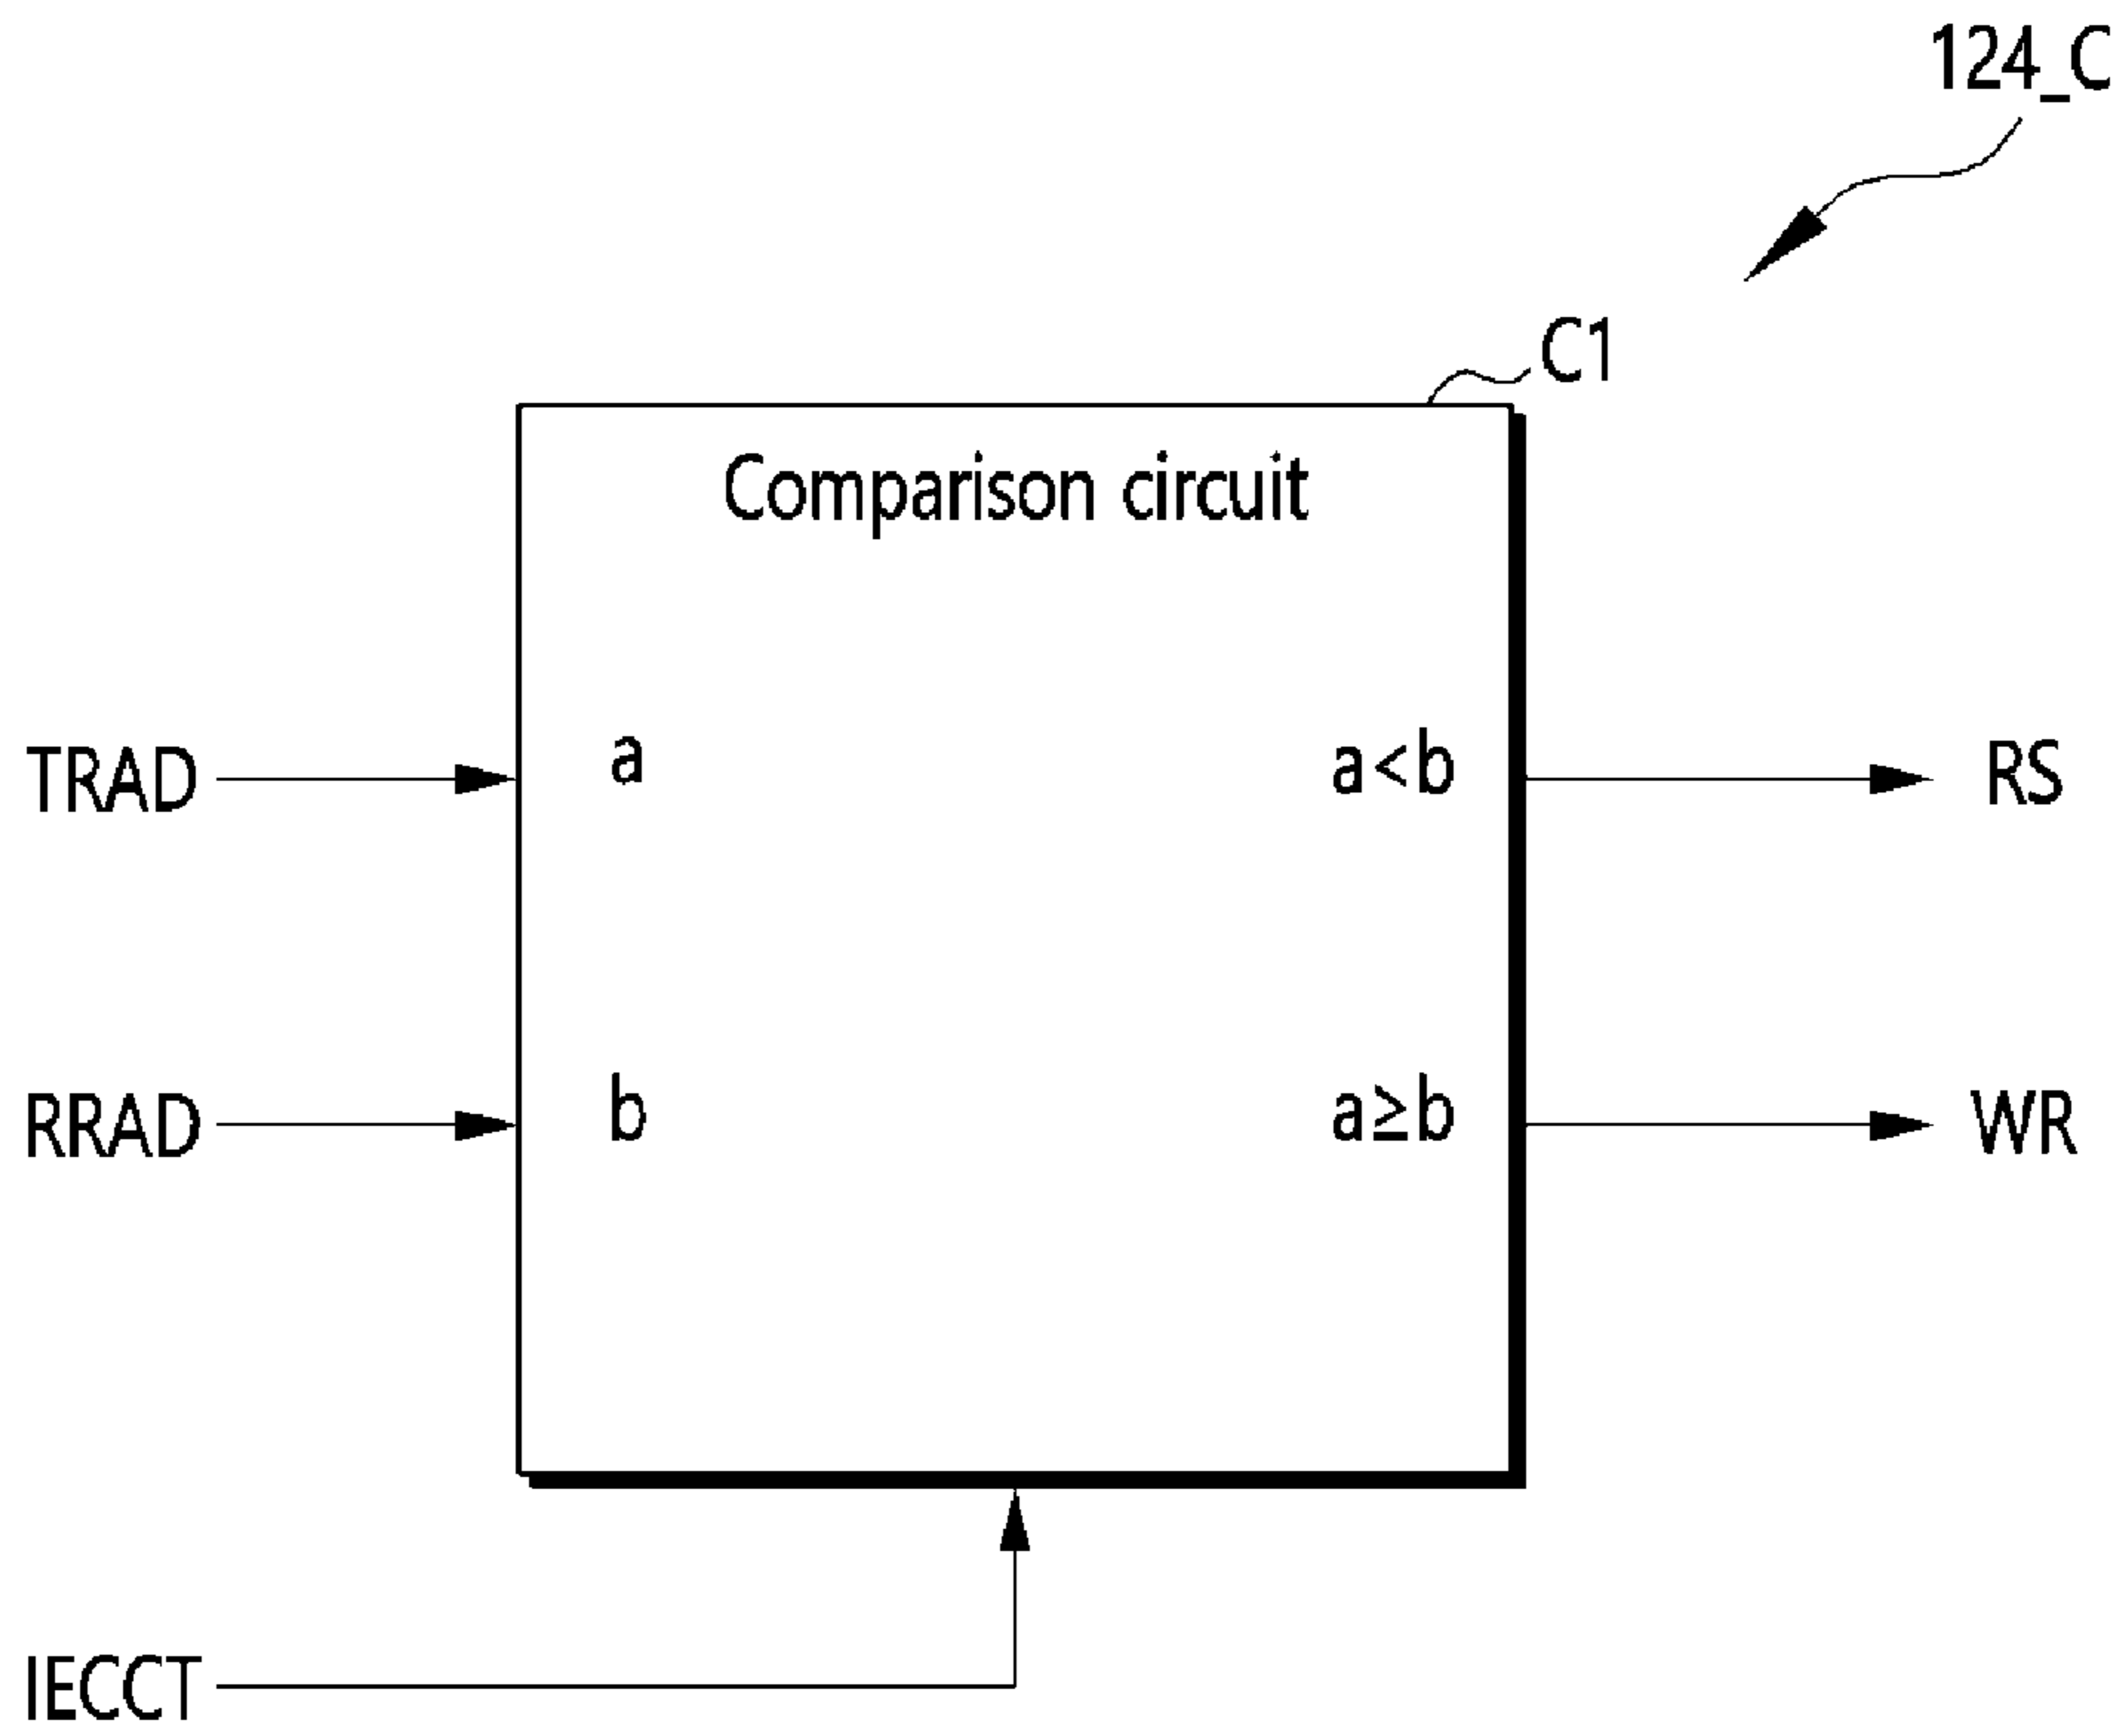 124_C
C1
Comparison circuit
TRAD
a
a<b
RS
RRAD
b
a≥b
WR
IECCT